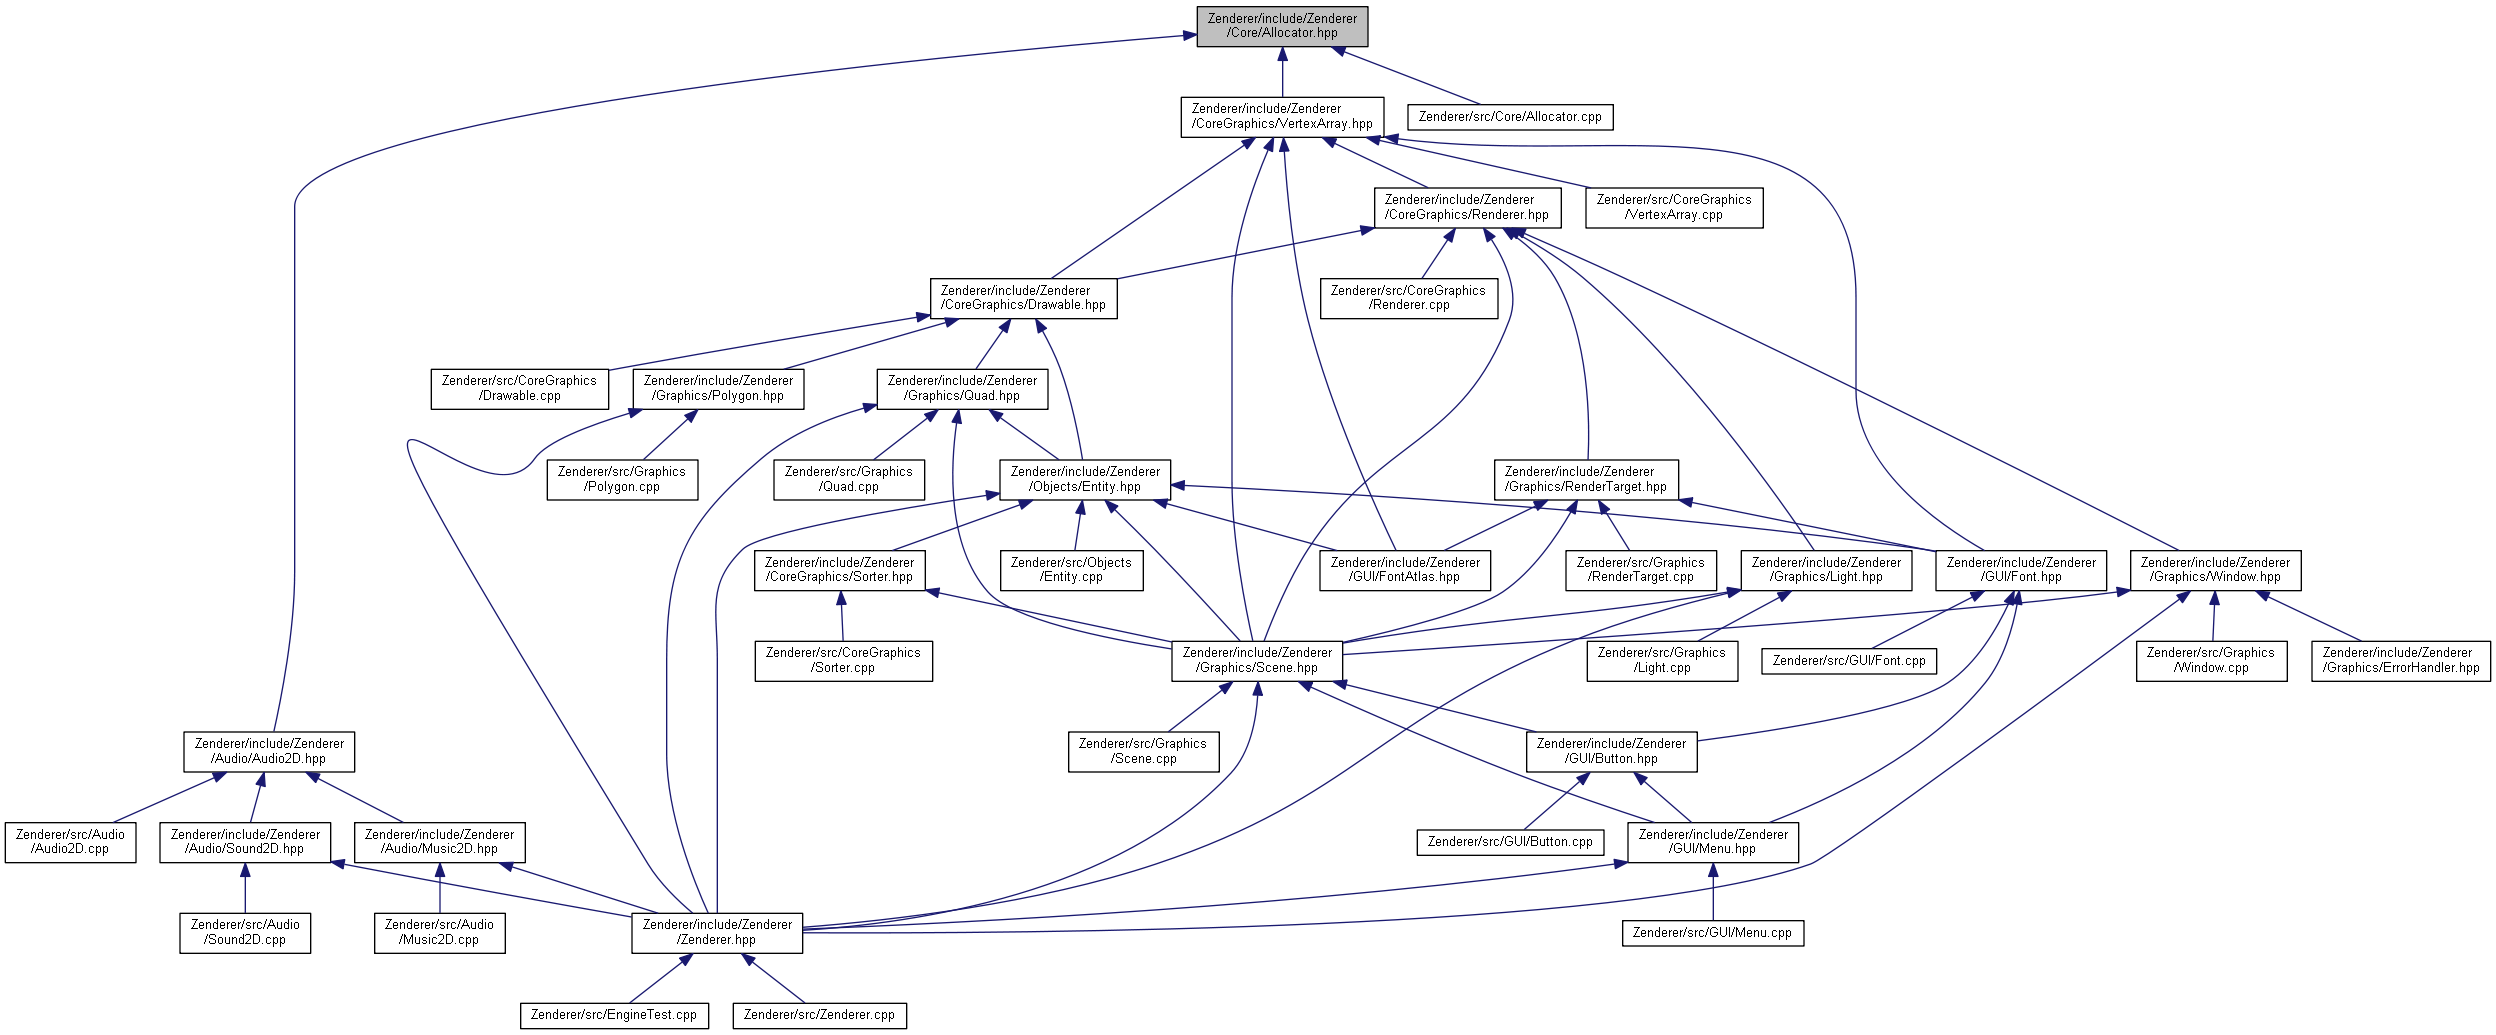 Zenderer/include/Zenderer
/Core/Allocator.hpp
Zenderer/include/Zenderer
/CoreGraphics/VertexArray.hpp
Zenderer/src/Core/Allocator.cpp
Zenderer/include/Zenderer
/CoreGraphics/Renderer.hpp
Zenderer/src/CoreGraphics
/VertexArray.cpp
Zenderer/include/Zenderer
/CoreGraphics/Drawable.hpp
Zenderer/src/CoreGraphics
/Renderer.cpp
Zenderer/src/CoreGraphics
/Drawable.cpp
Zenderer/include/Zenderer
/Graphics/Polygon.hpp
Zenderer/include/Zenderer
/Graphics/Quad.hpp
Zenderer/src/Graphics
/Polygon.cpp
Zenderer/src/Graphics
/Quad.cpp
Zenderer/include/Zenderer
/Objects/Entity.hpp
Zenderer/include/Zenderer
/Graphics/RenderTarget.hpp
Zenderer/include/Zenderer
/CoreGraphics/Sorter.hpp
Zenderer/src/Objects
/Entity.cpp
Zenderer/include/Zenderer
/GUI/FontAtlas.hpp
Zenderer/src/Graphics
/RenderTarget.cpp
Zenderer/include/Zenderer
/Graphics/Light.hpp
Zenderer/include/Zenderer
/GUI/Font.hpp
Zenderer/include/Zenderer
/Graphics/Window.hpp
Zenderer/src/CoreGraphics
/Sorter.cpp
Zenderer/include/Zenderer
/Graphics/Scene.hpp
Zenderer/src/Graphics
/Light.cpp
Zenderer/src/GUI/Font.cpp
Zenderer/src/Graphics
/Window.cpp
Zenderer/include/Zenderer
/Graphics/ErrorHandler.hpp
Zenderer/include/Zenderer
/Audio/Audio2D.hpp
Zenderer/src/Graphics
/Scene.cpp
Zenderer/include/Zenderer
/GUI/Button.hpp
Zenderer/src/Audio
/Audio2D.cpp
Zenderer/include/Zenderer
/Audio/Sound2D.hpp
Zenderer/include/Zenderer
/Audio/Music2D.hpp
Zenderer/src/GUI/Button.cpp
Zenderer/include/Zenderer
/GUI/Menu.hpp
Zenderer/src/Audio
/Sound2D.cpp
Zenderer/src/Audio
/Music2D.cpp
Zenderer/include/Zenderer
/Zenderer.hpp
Zenderer/src/GUI/Menu.cpp
Zenderer/src/EngineTest.cpp
Zenderer/src/Zenderer.cpp